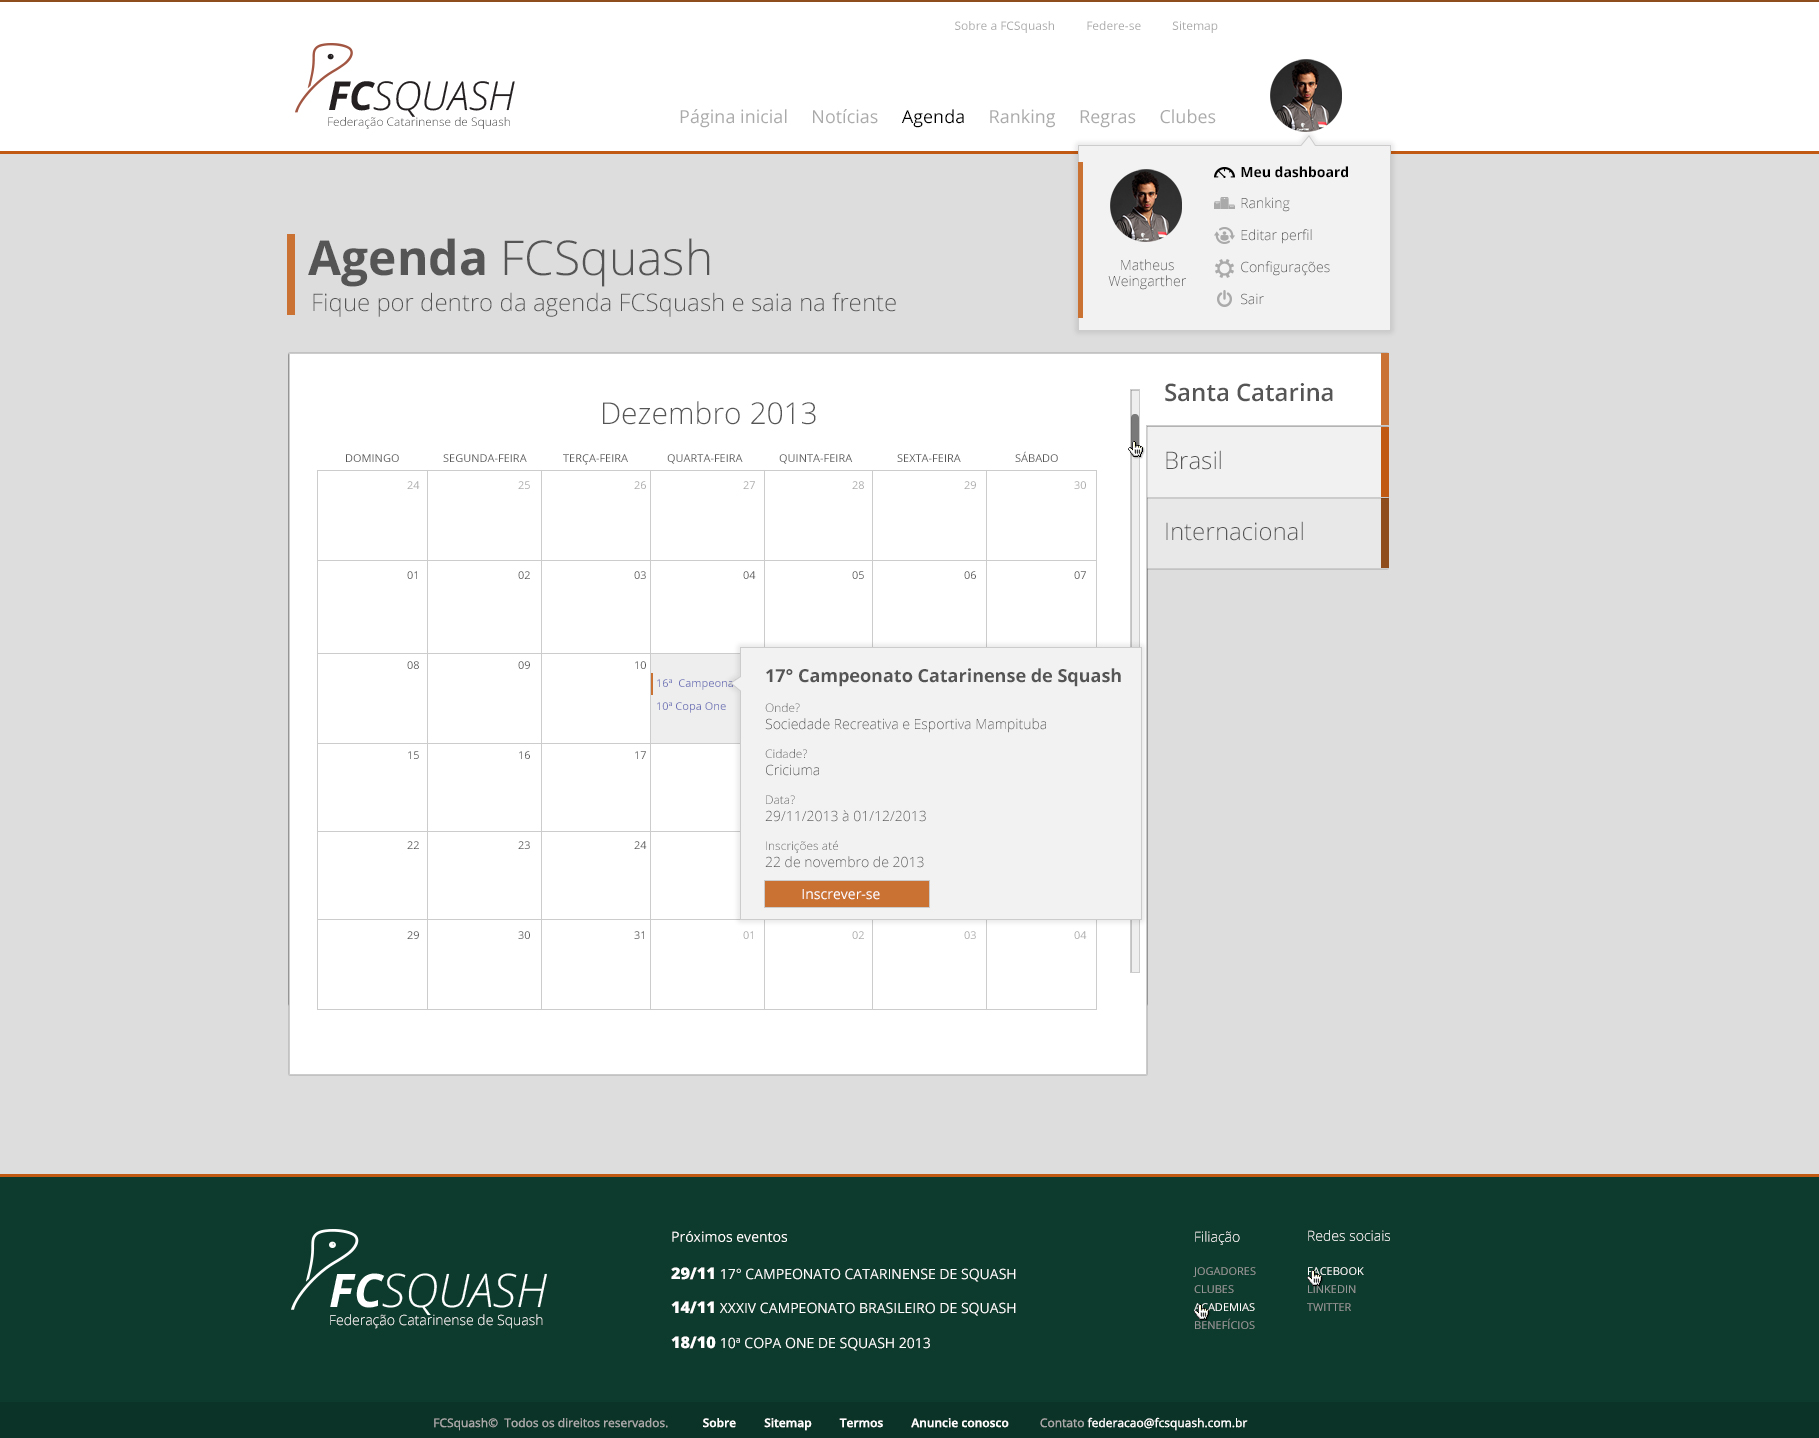 Sobre a FCSquash Federe-se Sitemap
FCSQUASH
Federação Catarinense de Squash
Página inicial Notícias Agenda Ranking Regras Clubes
Meu dashboard
Ranking
Editar perfil
Configurações
Sair
Matheus
Weingarther
Agenda FCSquash
Fique por dentro da agenda FCSquash e saia na frente
Santa Catarina
Brasil
Internacional
Dezembro 2013
DOMINGO SEGUNDA-FEIRA TERÇA-FEIRA QUARTA-FEIRA QUINTA-FEIRA SEXTA-FEIRA SÁBADO
24 25 26 27 28 29 30
01 02 03 04 05 06 07
08 09 10
16ª Campeona
10ª Copa One
15 16 17
22 23 24
29 30 31 01 02 03 04
17° Campeonato Catarinense de Squash
Onde?
Sociedade Recreativa e Esportiva Mampituba
Cidade?
Criciuma
Data?
29/11/2013 à 01/12/2013
Inscrições até
22 de novembro de 2013
Inscrever-se
FCSQUASH
Federação Catarinense de Squash
Próximos eventos
29/11 17° CAMPEONATO CATARINENSE DE SQUASH
14/11 XXXIV CAMPEONATO BRASILEIRO DE SQUASH
18/10 10ª COPA ONE DE SQUASH 2013
Filiação
JOGADORES
CLUBES
ACADEMIAS
BENEFÍCIOS
Redes sociais
FACEBOOK
LINKEDIN
TWITTER
FCSquash© Todos os direitos reservados. Sobre Sitemap Termos Anuncie conosco Contato federacao@fcsquash.com.br